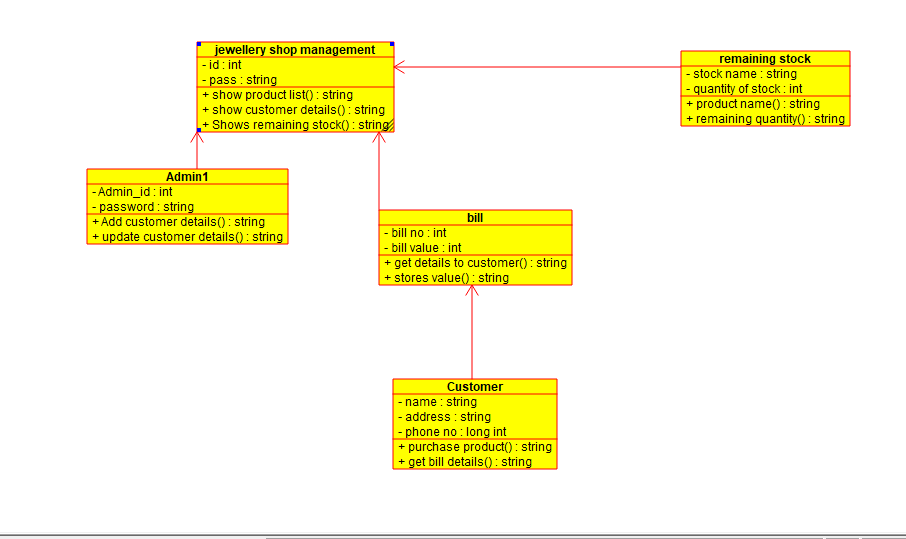 jewellery shop management
- id : int
- pass : string
+ show product list() : string
+ show customer details() : string
+ Shows remaining stock() : string
remaining stock
- stock name : string
- quantity of stock : int
+ product name() : string
+ remaining quantity() : string
Admin1
- Admin_id : int
- password : string
+ Add customer details() : string
+ update customer details() : string
bill
- bill no : int
- bill value : int
+ get details to customer() : string
+ stores value() : string
Customer
- name : string
- address : string
- phone no : long int
+ purchase product() : string
+ get bill details() : string